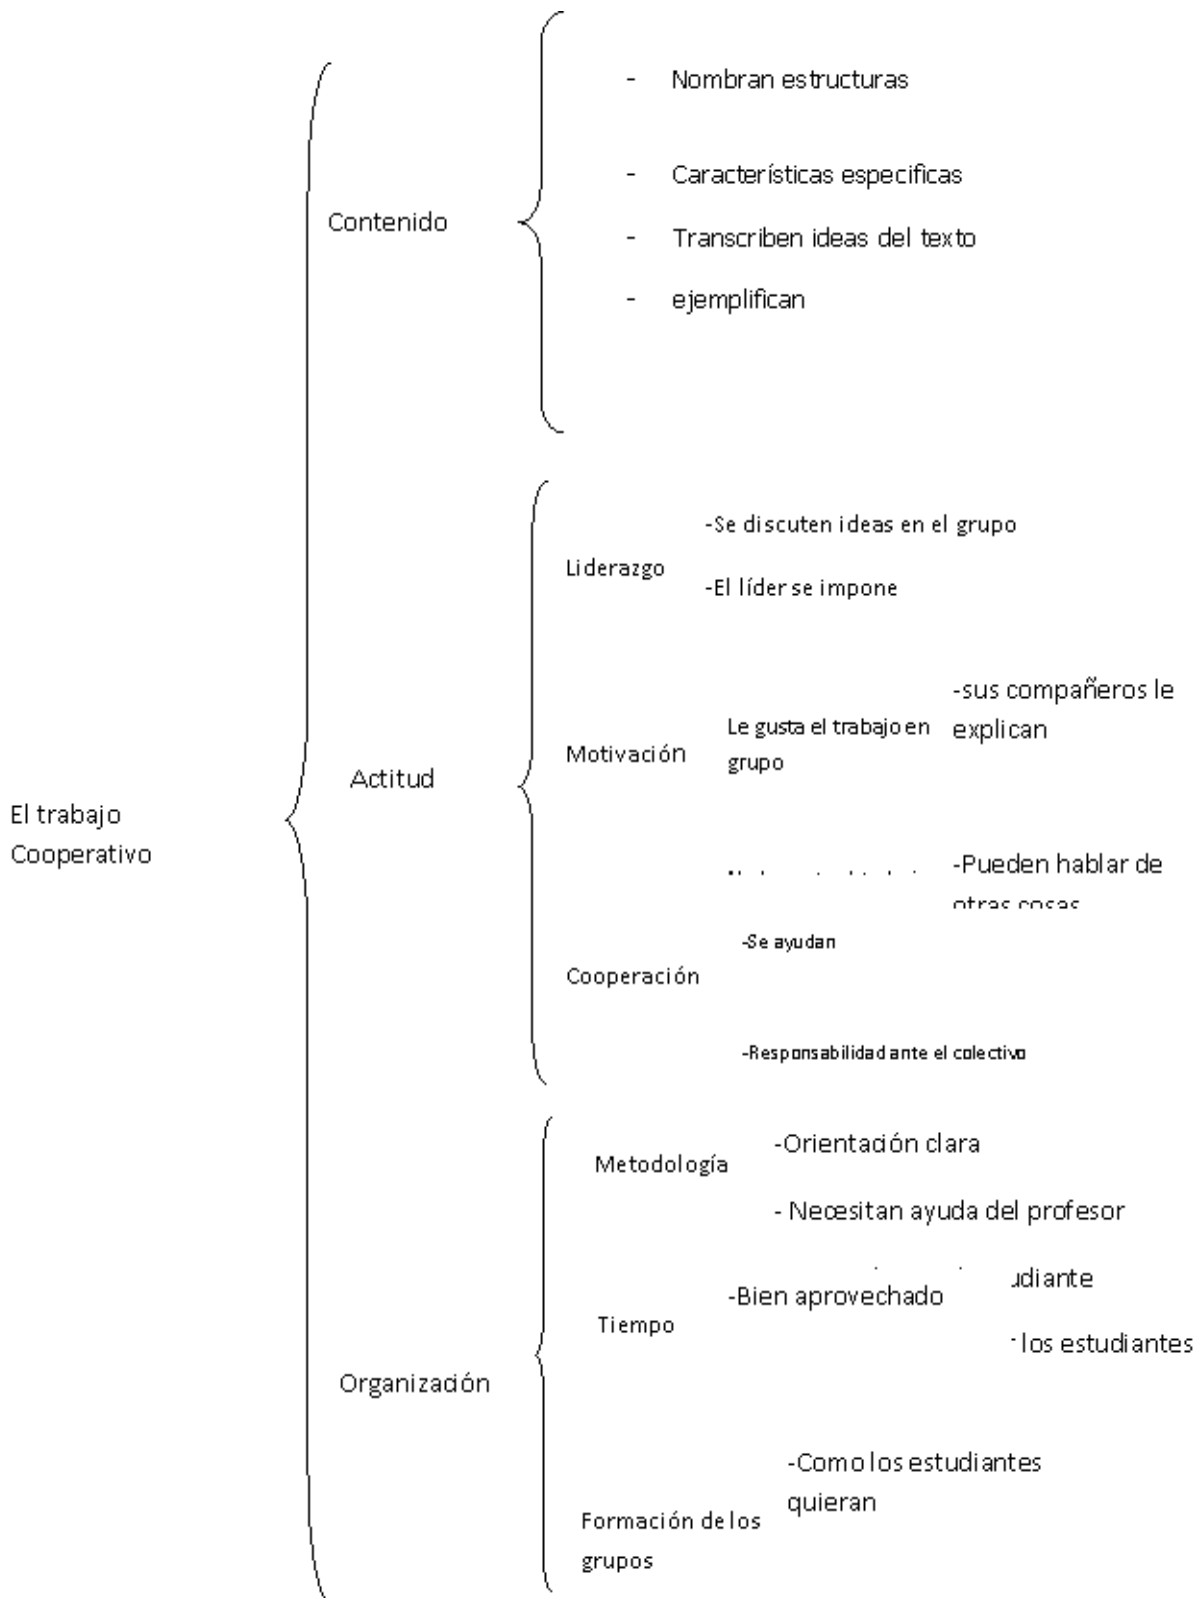 - Nombran estructuras
- Características especificas
Contenido
- Transcriben ideas del texto
- ejemplifican
-Se discuten ideas en el grupo
Liderazgo
-El líder se impone
-sus compañeros le
explican
Le gusta el trabajo en
grupo
Motivación
Actitud
El trabajo
Cooperativo
-Pueden hablar de
otras cosas
-Se ayudan
Cooperación
-Responsabilidad ante el colectivo
-Orientación clara
Metodología
- Necesitan ayuda del profesor
udiante
-Bien aprovechado
Tiempo
los estudiantes
Organización
-Como los estudiantes
quieran
Formación de los
grupos